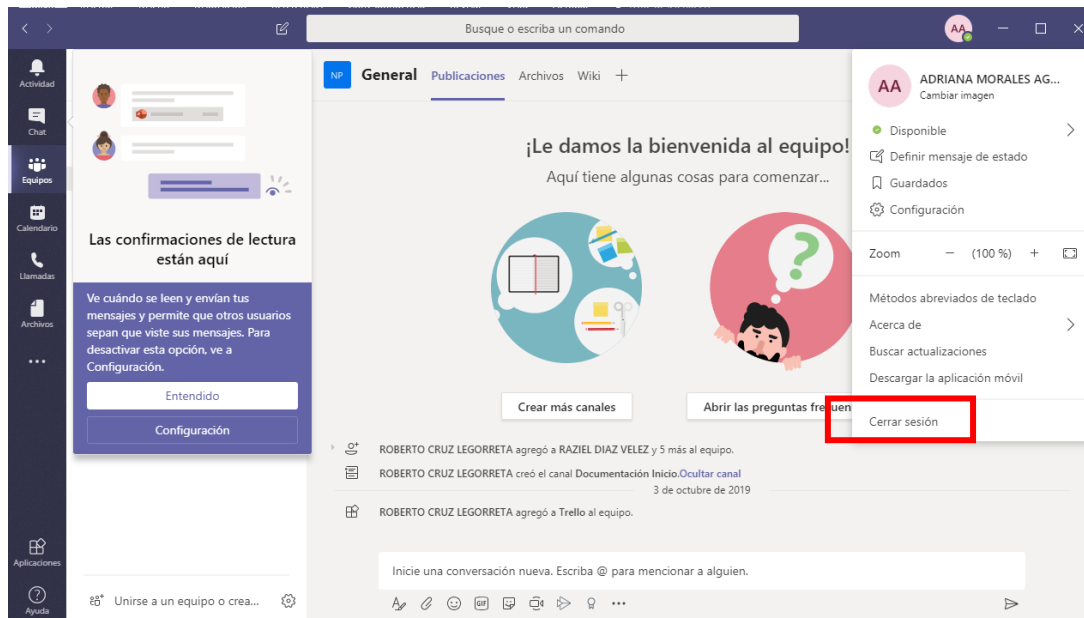 Busque o escriba un comando
AA
Actividad
Chat
Equipos
Calendario
Llamadas
Archivos
Aplicaciones
Ayuda
Las confirmaciones de lectura
están aquí
Ve cuándo se leen y envían tus
mensajes y permite que otros usuarios
sepan que viste sus mensajes. Para
desactivar esta opción, ve a
Configuración.
Entendido
Configuración
Unirse a un equipo o crea...
NP General Publicaciones Archivos Wiki
¡Le damos la bienvenida al equipo!
Aquí tiene algunas cosas para comenzar...
Crear más canales
Abrir las preguntas
ROBERTO CRUZ LEGORRETA agregó a RAZIEL DIAZ VELEZ y 5 más al equipo.
ROBERTO CRUZ LEGORRETA creó el canal Documentación Inicio.Ocultar canal
3 de octubre de 2019
ROBERTO CRUZ LEGORRETA agregó a Trello al equipo.
Inicie una conversación nueva. Escriba @ para mencionar a alguien.
GIF
AA ADRIANA MORALES AG...
Cambiar imagen
Disponible
Definir mensaje de estado
Guardados
Configuración
Zoom − (100 %) +
Métodos abreviados de teclado
Acerca de
Buscar actualizaciones
Descargar la aplicación móvil
Cerrar sesión